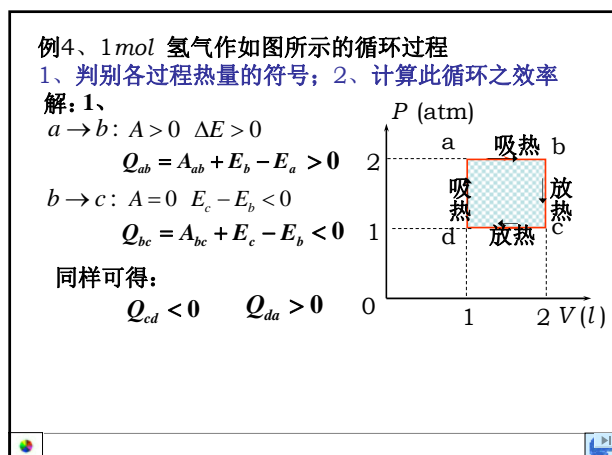 例4、1mol 氢气作如图所示的循环过程
1、判别各过程热量的符号；2、计算此循环之效率
解：1、
a → b : A > 0 ΔE > 0
Q_ab = A_ab + E_b − E_a > 0
b → c : A = 0 E_c − E_b < 0
Q_bc = A_bc + E_c − E_b < 0
同样可得：
Q_cd < 0 Q_da > 0
P (atm)
a 吸热 b
2
吸热 放热
1 d 放热 c
0
1 2 V (l)